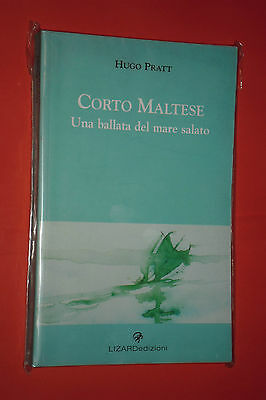 HUGO PRATT
CORTO MALTESE
Una ballata del mare salato
LIZARDedizioni